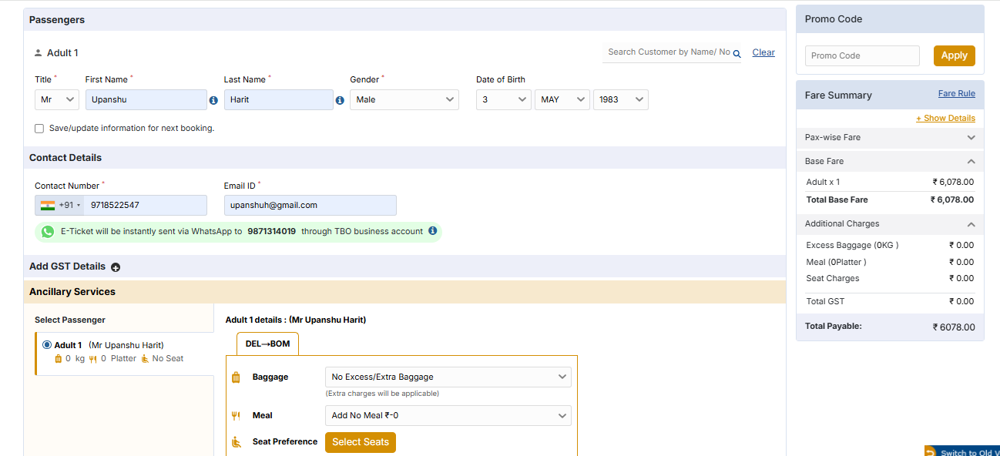 Passengers
Adult 1
Search Customer by Name/ No
Clear
Title *
First Name *
Last Name *
Gender *
Date of Birth
Mr
Upanshu
Harit
Male
3
MAY
1983
Save/update information for next booking.
Contact Details
Contact Number *
Email ID *
+91
9718522547
upanshuh@gmail.com
E-Ticket will be instantly sent via WhatsApp to 9871314019 through TBO business account
Add GST Details
Ancillary Services
Select Passenger
Adult 1 (Mr Upanshu Harit)
0 kg 0 Platter No Seat
Adult 1 details : (Mr Upanshu Harit)
DEL→BOM
Baggage
No Excess/Extra Baggage
(Extra charges will be applicable)
Meal
Add No Meal ₹-0
Seat Preference
Select Seats
Promo Code
Promo Code
Apply
Fare Summary
Fare Rule
+ Show Details
Pax-wise Fare
Base Fare
Adult x 1 ₹ 6,078.00
Total Base Fare ₹ 6,078.00
Additional Charges
Excess Baggage (0KG ) ₹ 0.00
Meal (0Platter ) ₹ 0.00
Seat Charges ₹ 0.00
Total GST ₹ 0.00
Total Payable: ₹ 6078.00
Switch to Old V